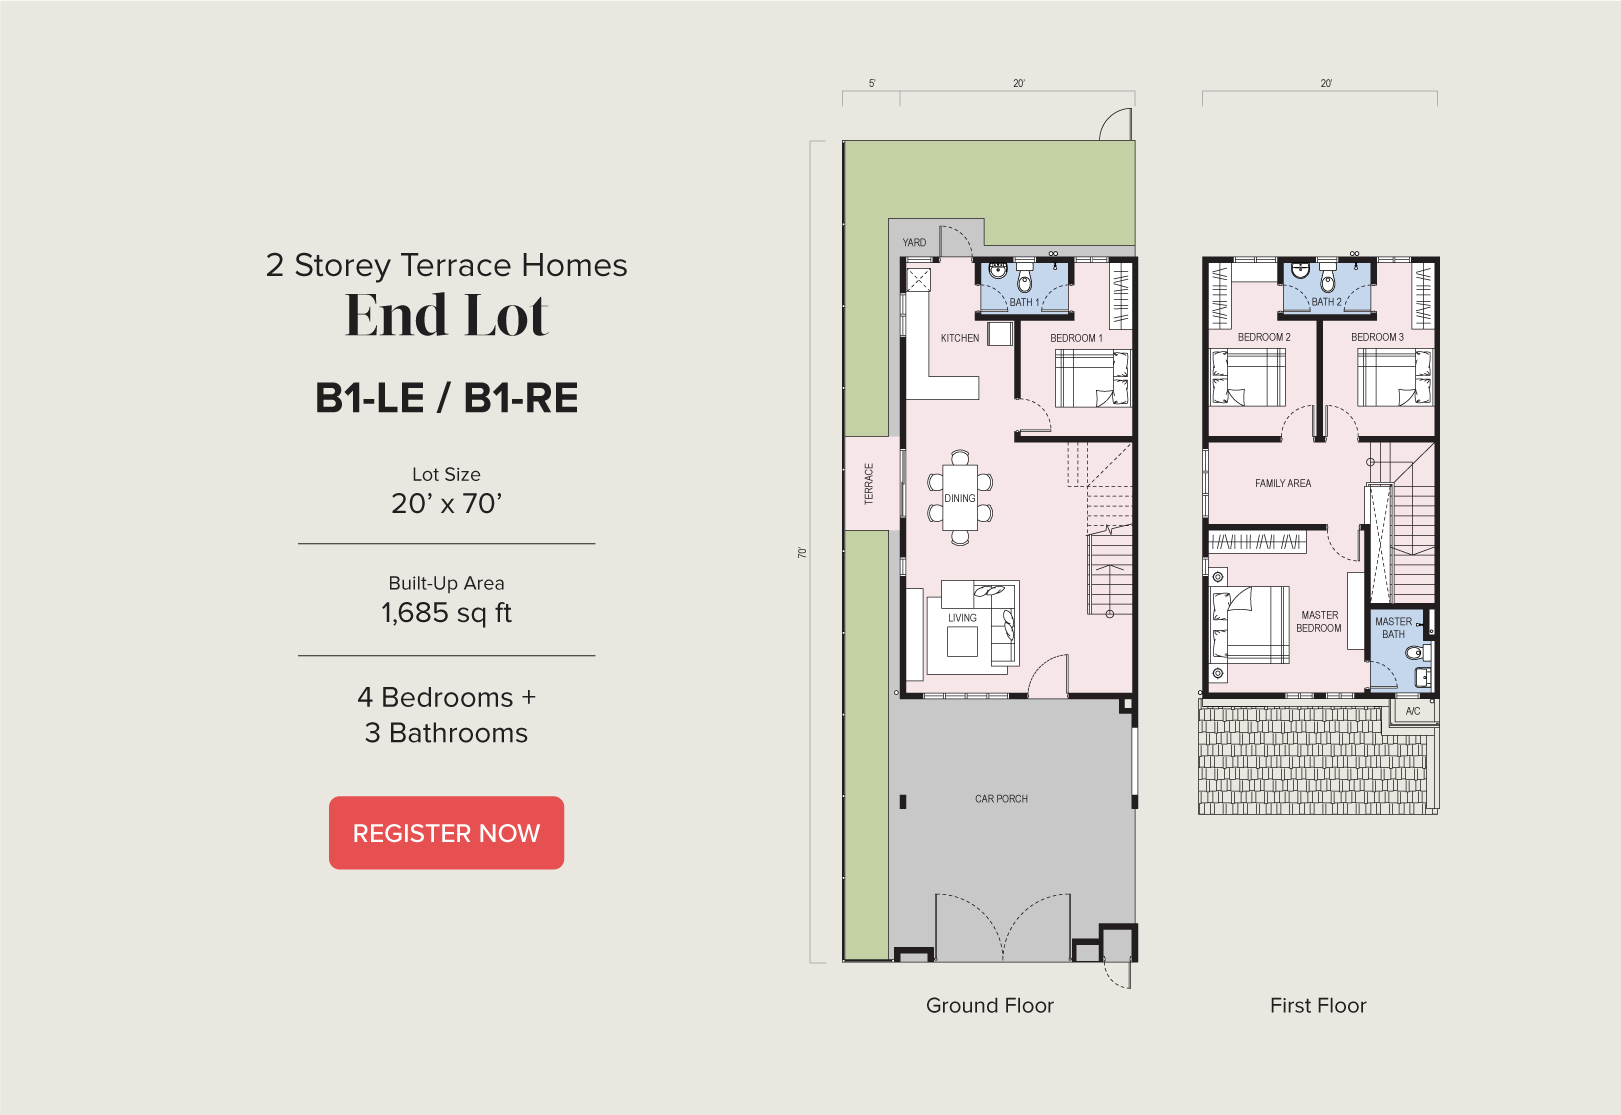 2 Storey Terrace Homes
End Lot
B1-LE / B1-RE
Lot Size
20’ x 70’
Built-Up Area
1,685 sq ft
4 Bedrooms +
3 Bathrooms
REGISTER NOW
5'
20'
70'
YARD
BATH 1
KITCHEN
BEDROOM 1
TERRACE
DINING
LIVING
CAR PORCH
Ground Floor
20'
BATH 2
BEDROOM 2
BEDROOM 3
FAMILY AREA
MASTER
BEDROOM
MASTER
BATH
A/C
First Floor